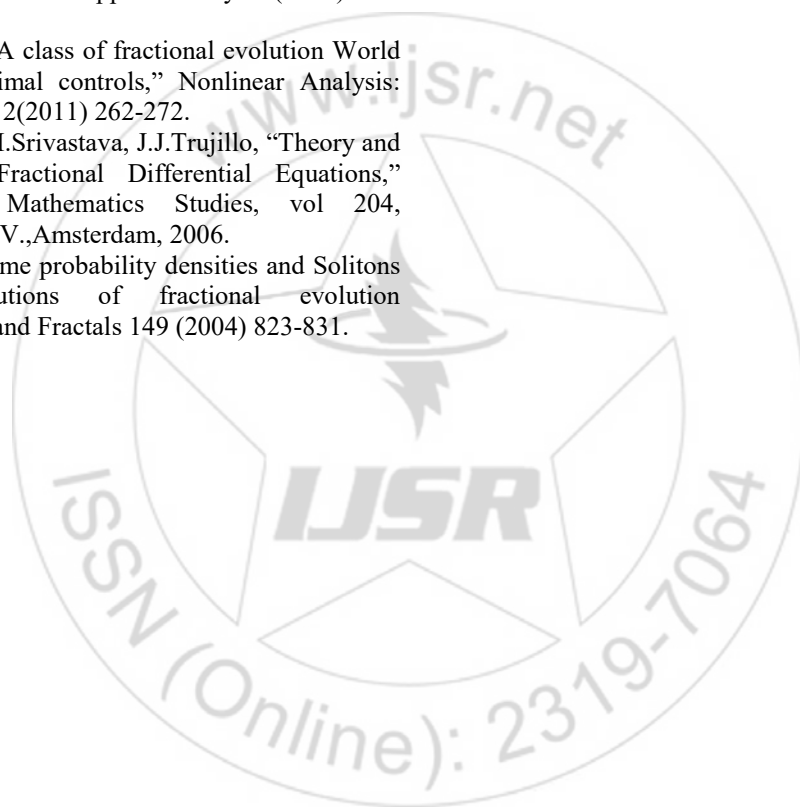 A class of fractional evolution World
imal controls,” Nonlinear Analysis:
2(2011) 262-272.
I.Srivastava, J.J.Trujillo, “Theory and
Fractional Differential Equations,”
Mathematics Studies, vol 204,
V.,Amsterdam, 2006.
me probability densities and Solitons
utions of fractional evolution
and Fractals 149 (2004) 823-831.
www.ijsr.net
IJSR
ISSN (Online): 2319-7064